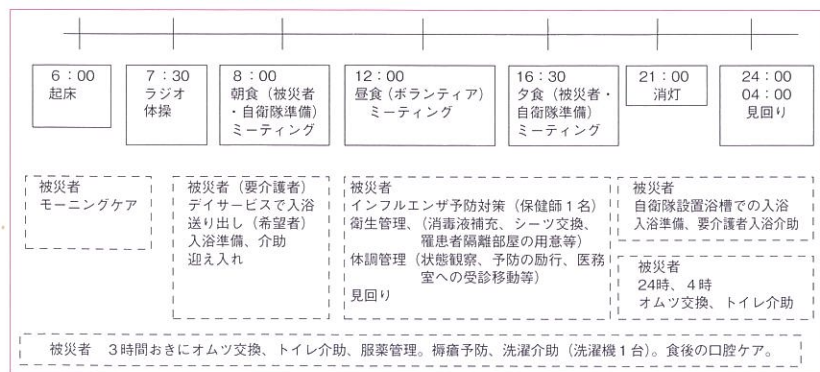 6：00
起床
7：30
ラジオ
体操
8：00
朝食（被災者
・自衛隊準備）
ミーティング
12：00
昼食（ボランティア）
ミーティング
16：30
夕食（被災者・
自衛隊準備）
ミーティング
21：00
消灯
24：00
04：00
見回り
被災者
モーニングケア
被災者（要介護者）
デイサービスで入浴
送り出し（希望者）
入浴準備、介助
迎え入れ
被災者
インフルエンザ予防対策（保健師１名）
衛生管理、（消毒液補充、シーツ交換、
罹患者隔離部屋の用意等）
体調管理（状態観察、予防の励行、医務
室への受診移動等）
見回り
被災者
自衛隊設置浴槽での入浴
入浴準備、要介護者入浴介助
被災者
24時、４時
オムツ交換、トイレ介助
被災者　３時間おきにオムツ交換、トイレ介助、服薬管理。褥瘡予防、洗濯介助（洗濯機１台）。食後の口腔ケア。